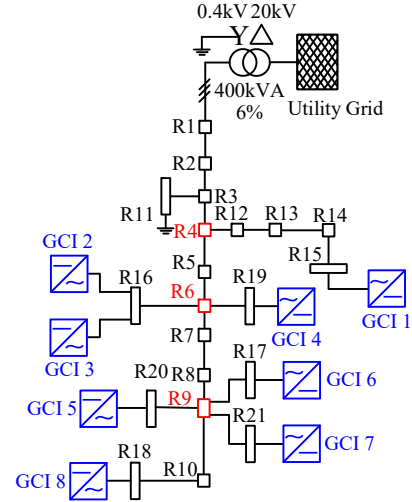 0.4kV 20kV
Y
400kVA
6%
Utility Grid
R1
R2
R3
R11
R4
R12
R13
R14
R15
GCI 1
GCI 2
R5
R16
R6
R19
GCI 3
GCI 4
R7
R17
R20
R8
GCI 6
GCI 5
R9
R21
GCI 7
R18
R10
GCI 8